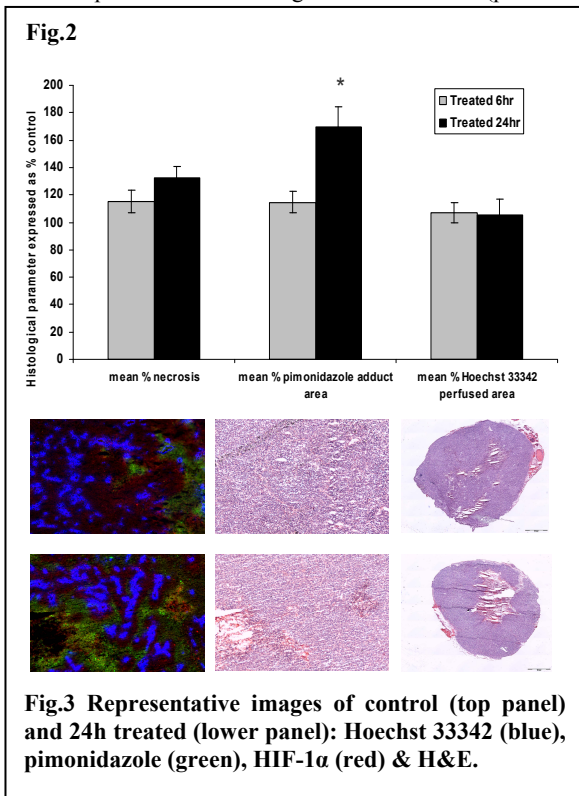 Fig.2
*
Treated 6hr
Treated 24hr
Histological parameter expressed as % control
200
180
160
140
120
100
80
60
40
20
0
mean % necrosis
mean % pimonidazole adduct
area
mean % Hoechst 33342
perfused area
Fig.3 Representative images of control (top panel)
and 24h treated (lower panel): Hoechst 33342 (blue),
pimonidazole (green), HIF-1α (red) & H&E.